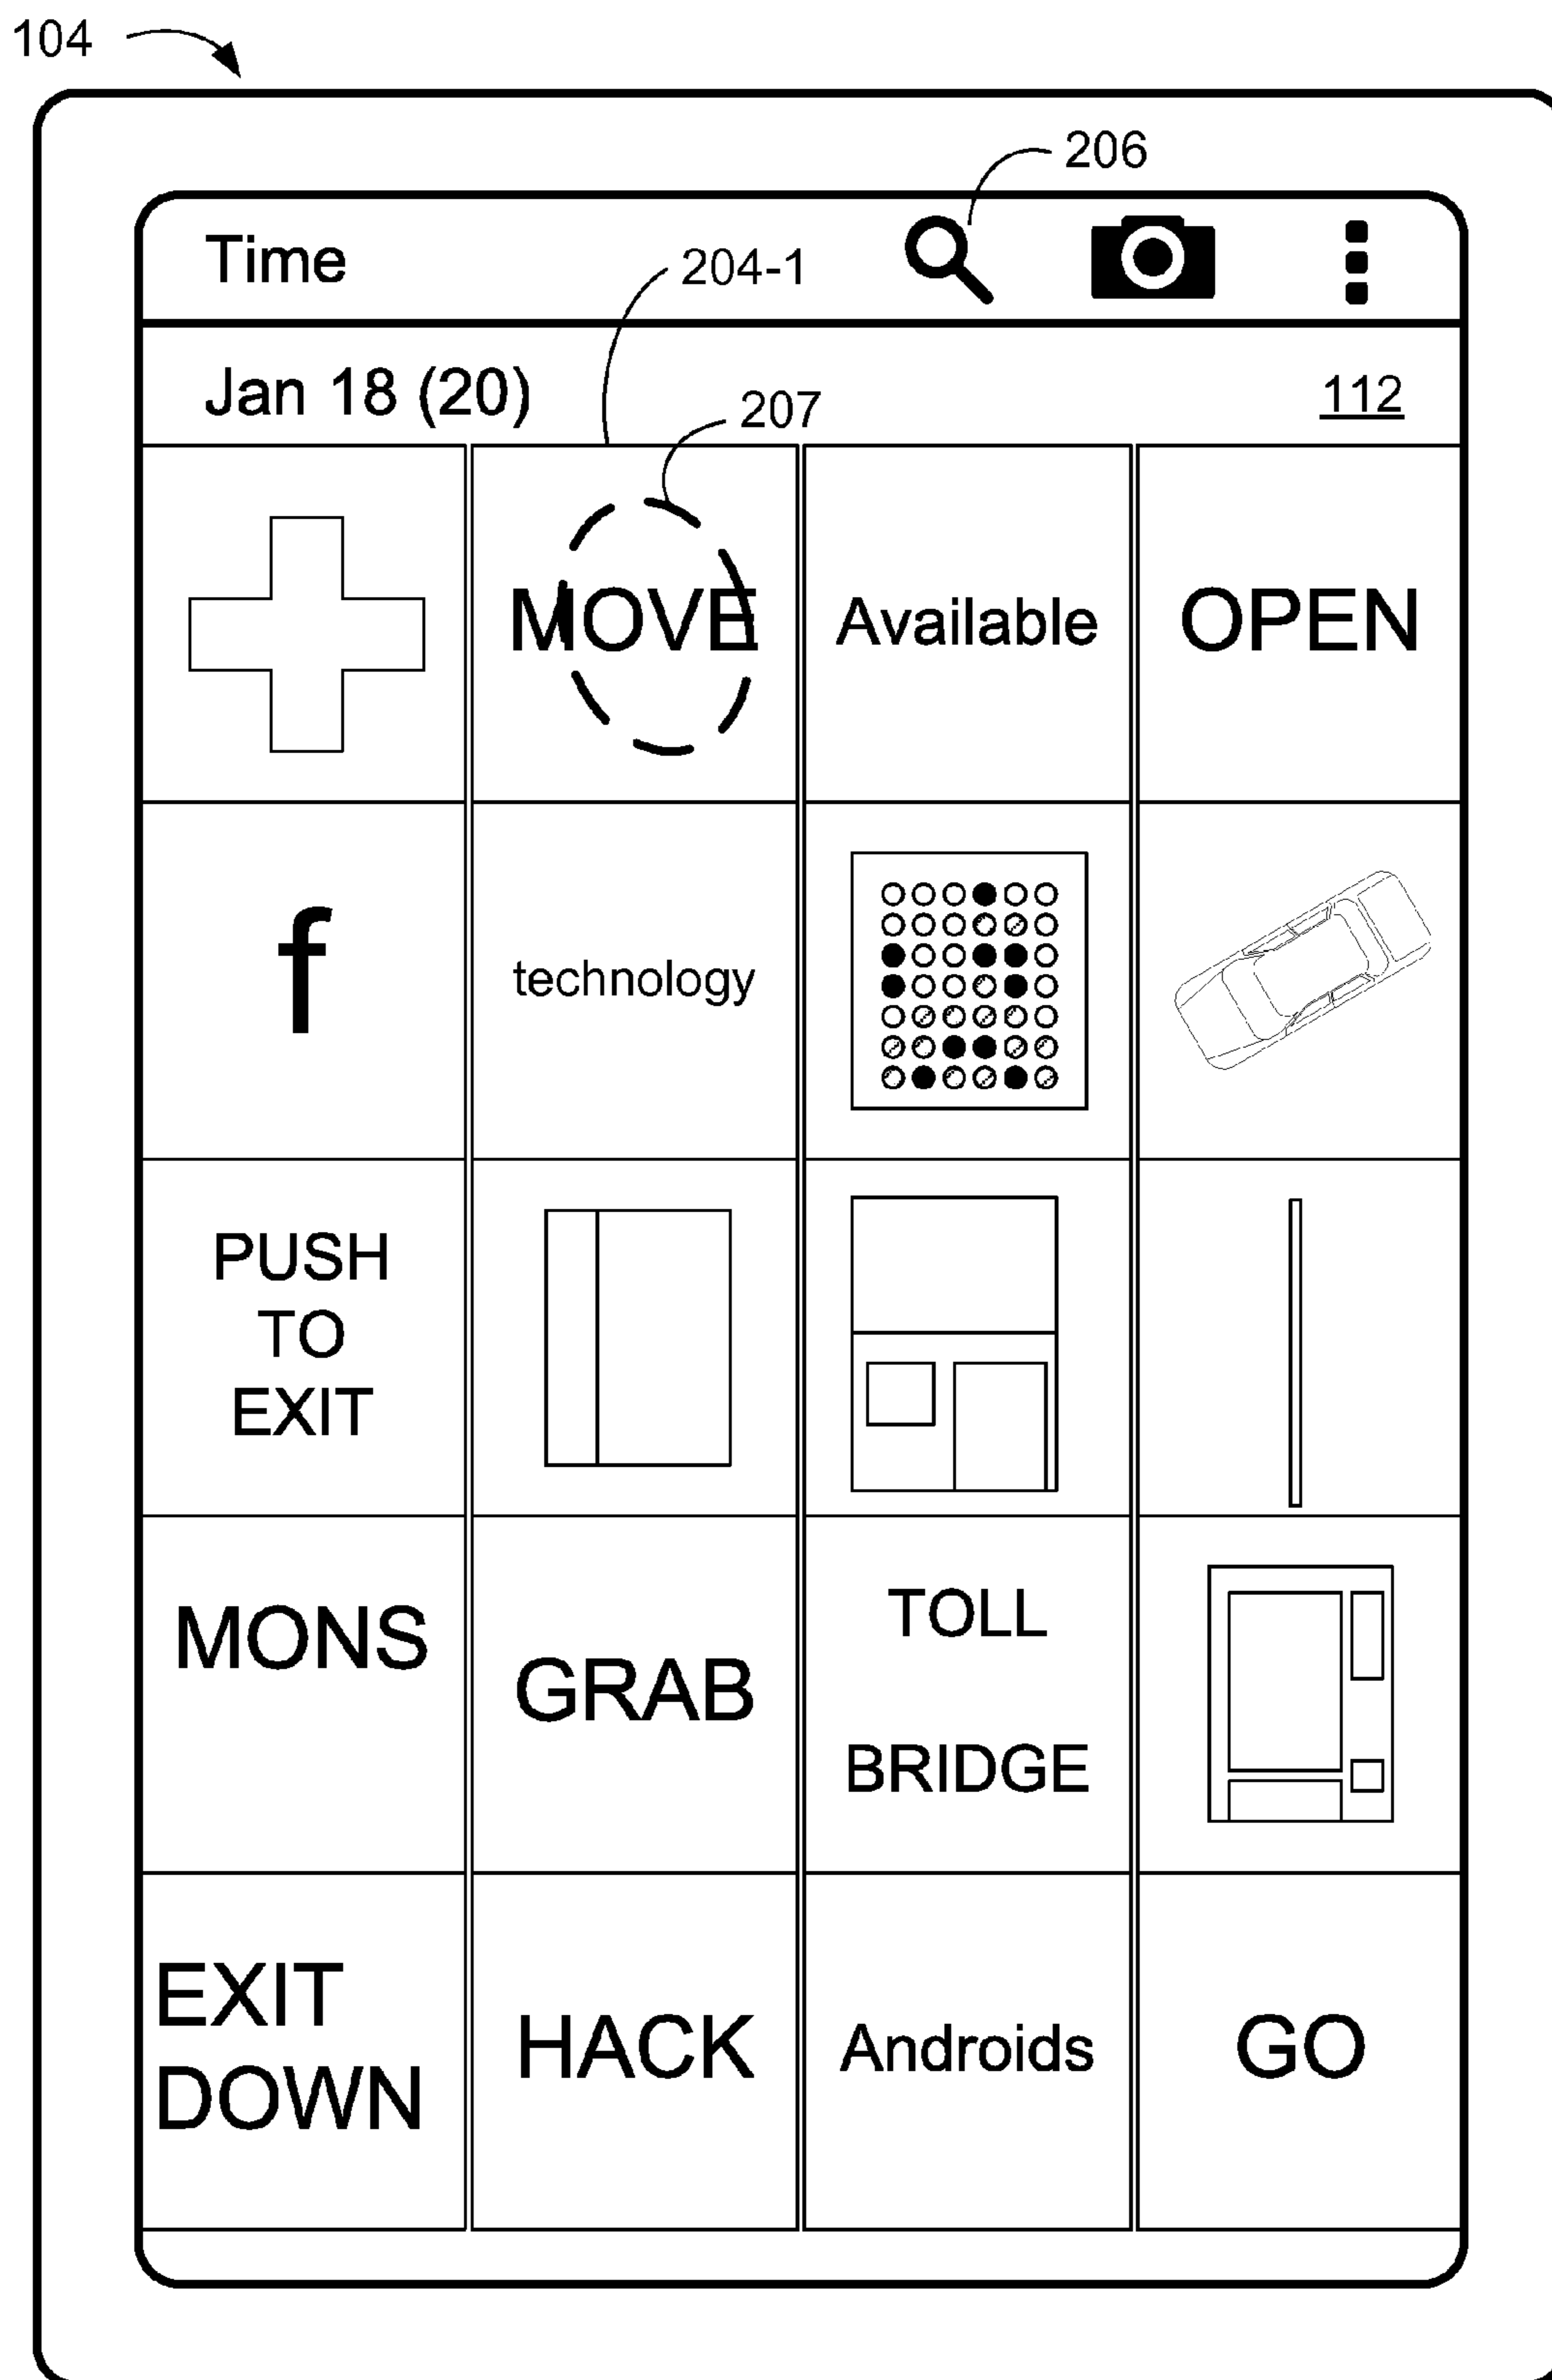 104
206
Time
204-1
Jan 18 (20)
207
112
MOVE
Available
OPEN
f
technology
PUSH
TO
EXIT
MONS
GRAB
TOLL
BRIDGE
EXIT
DOWN
HACK
Androids
GO